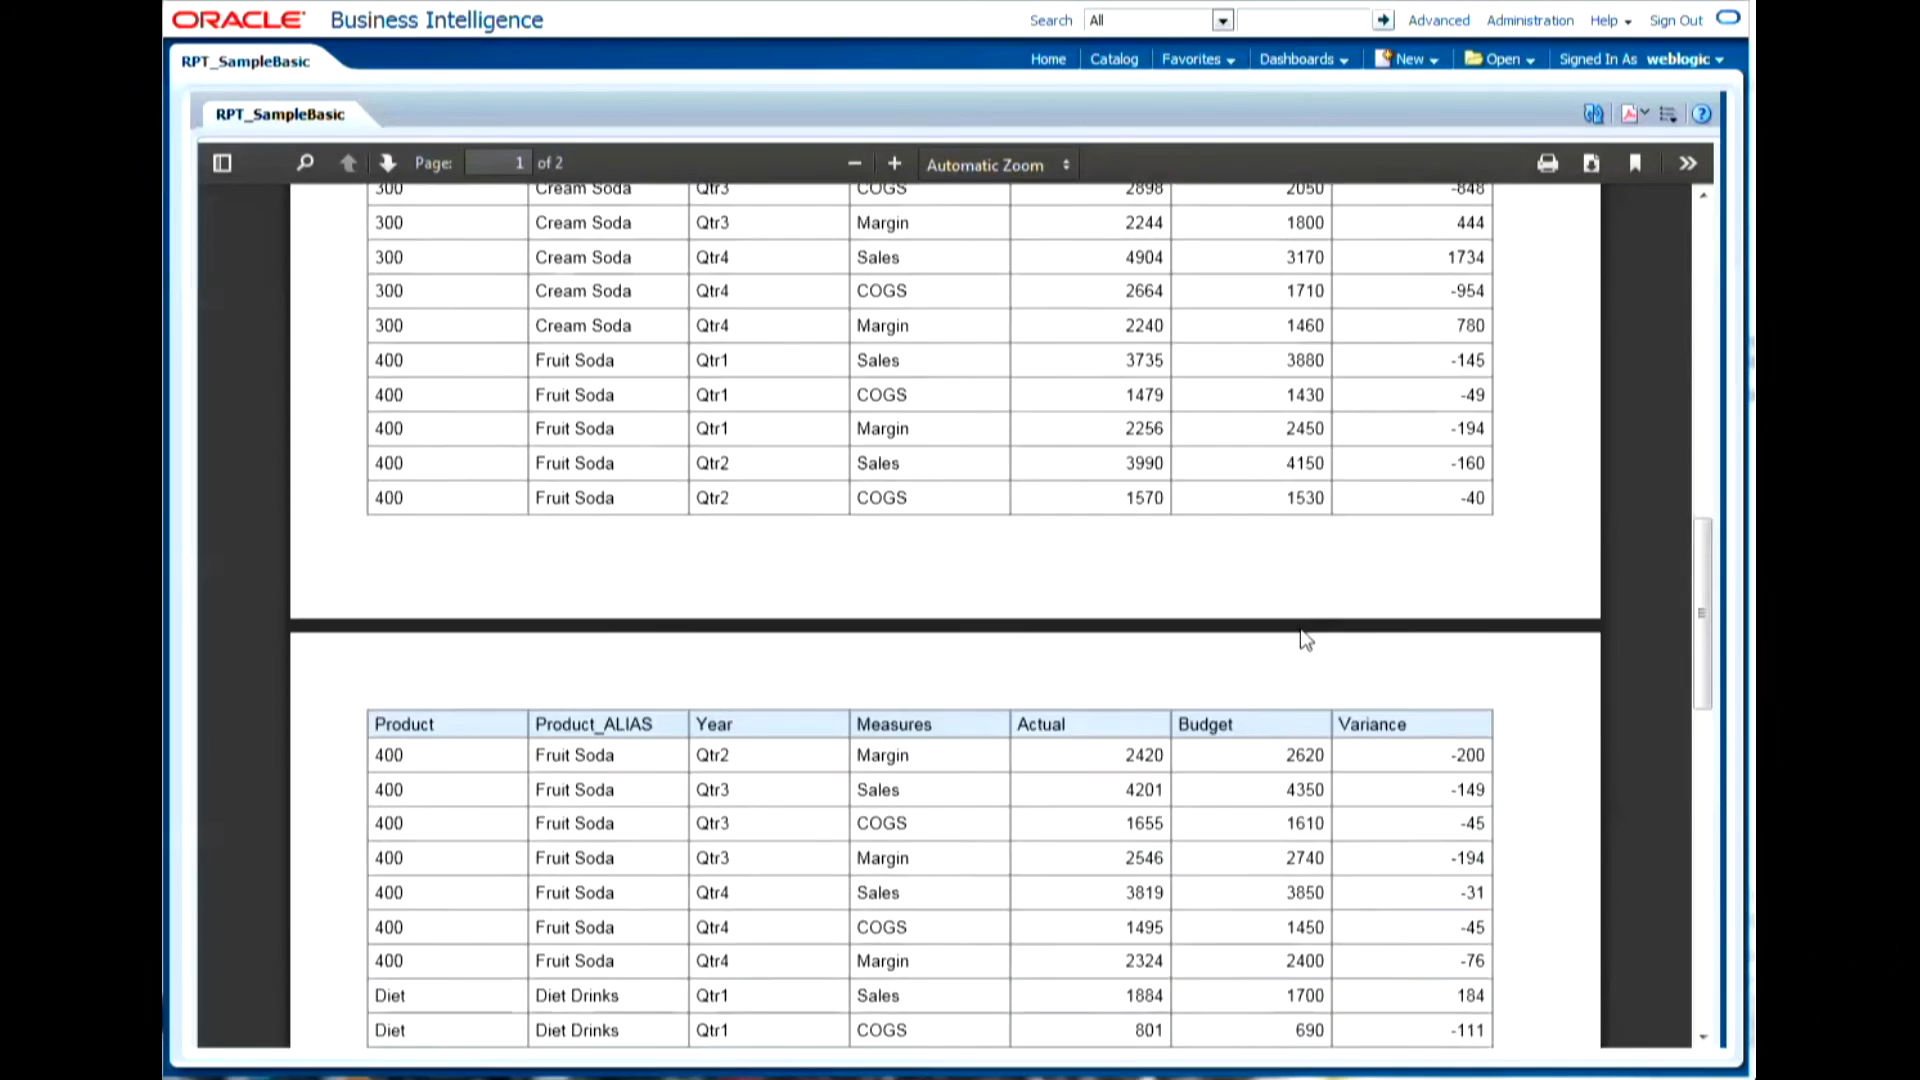 ORACLE Business Intelligence Search All Advanced Administration Help Sign Out
RPT_SampleBasic Home Catalog Favorites Dashboards New Open Signed In As weblogic
RPT_SampleBasic
Page: 1 of 2 Automatic Zoom
300 Cream Soda Qtr3 COGS 2898 2050 -848
300 Cream Soda Qtr3 Margin 2244 1800 444
300 Cream Soda Qtr4 Sales 4904 3170 1734
300 Cream Soda Qtr4 COGS 2664 1710 -954
300 Cream Soda Qtr4 Margin 2240 1460 780
400 Fruit Soda Qtr1 Sales 3735 3880 -145
400 Fruit Soda Qtr1 COGS 1479 1430 -49
400 Fruit Soda Qtr1 Margin 2256 2450 -194
400 Fruit Soda Qtr2 Sales 3990 4150 -160
400 Fruit Soda Qtr2 COGS 1570 1530 -40
Product Product_ALIAS Year Measures Actual Budget Variance
400 Fruit Soda Qtr2 Margin 2420 2620 -200
400 Fruit Soda Qtr3 Sales 4201 4350 -149
400 Fruit Soda Qtr3 COGS 1655 1610 -45
400 Fruit Soda Qtr3 Margin 2546 2740 -194
400 Fruit Soda Qtr4 Sales 3819 3850 -31
400 Fruit Soda Qtr4 COGS 1495 1450 -45
400 Fruit Soda Qtr4 Margin 2324 2400 -76
Diet Diet Drinks Qtr1 Sales 1884 1700 184
Diet Diet Drinks Qtr1 COGS 801 690 -111